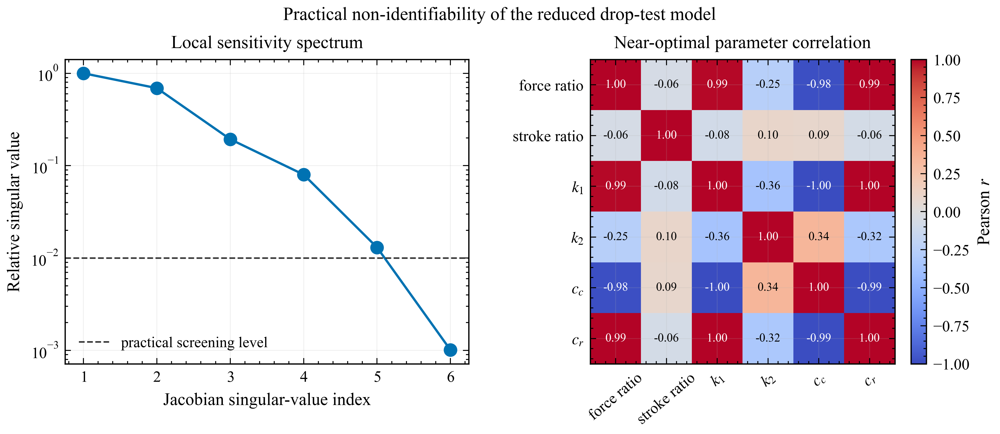 Practical non-identifiability of the reduced drop-test model
Local sensitivity spectrum
Relative singular value
10⁰
10⁻¹
10⁻²
10⁻³
practical screening level
1 2 3 4 5 6
Jacobian singular-value index
Near-optimal parameter correlation
force ratio 1.00 -0.06 0.99 -0.25 -0.98 0.99
stroke ratio -0.06 1.00 -0.08 0.10 0.09 -0.06
k₁ 0.99 -0.08 1.00 -0.36 -1.00 1.00
k₂ -0.25 0.10 -0.36 1.00 0.34 -0.32
c_c -0.98 0.09 -1.00 0.34 1.00 -0.99
c_r 0.99 -0.06 1.00 -0.32 -0.99 1.00
force ratio stroke ratio k₁ k₂ c_c c_r
1.00
0.75
0.50
0.25
0.00
−0.25
−0.50
−0.75
−1.00
Pearson r